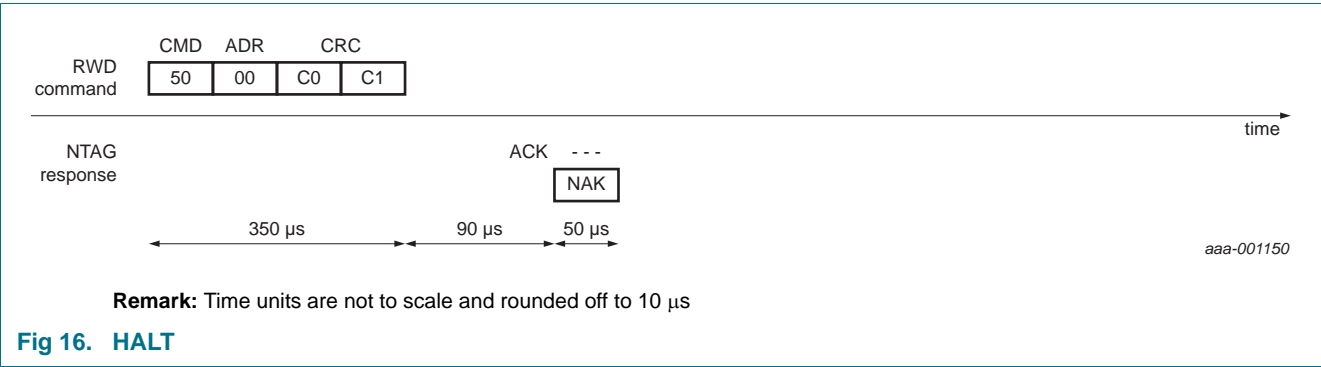 CMD ADR CRC
RWD command 50 00 C0 C1
time
NTAG response ACK - - -
NAK
350 µs 90 µs 50 µs
aaa-001150
Remark: Time units are not to scale and rounded off to 10 µs
Fig 16. HALT